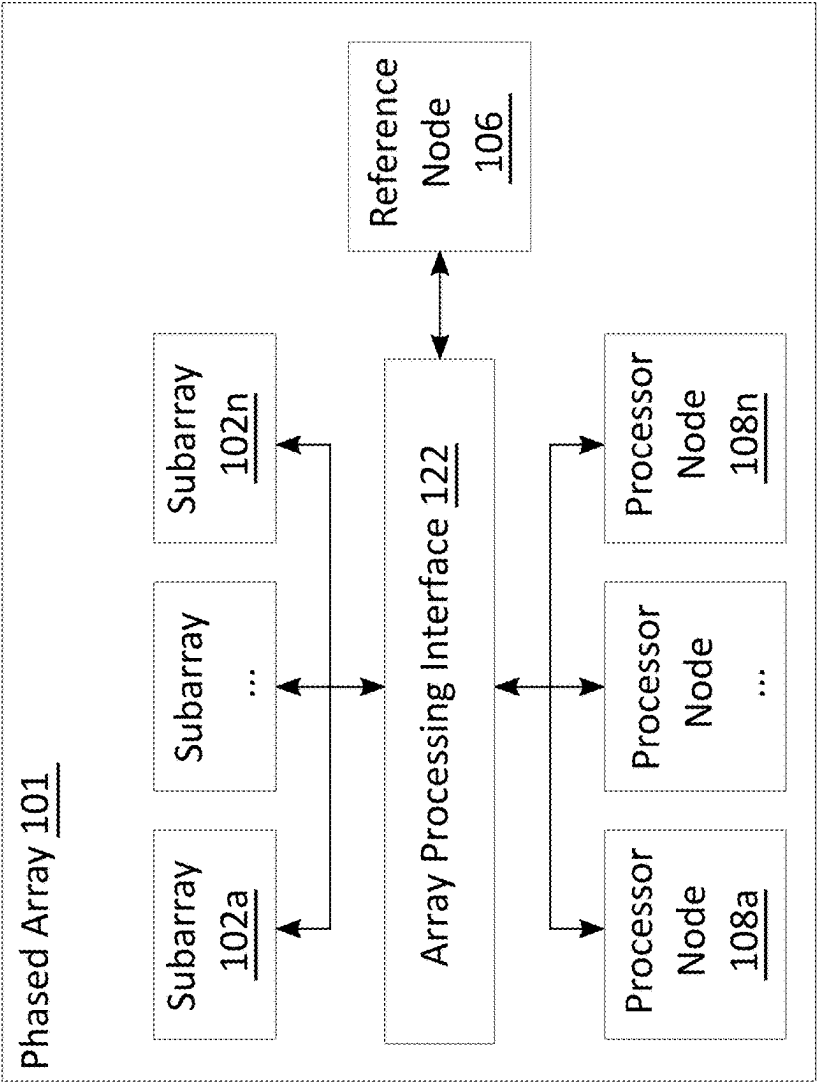 Phased Array 101
Subarray
102a
Subarray
...
Subarray
102n
Array Processing Interface 122
Reference
Node
106
Processor
Node
108a
Processor
Node
...
Processor
Node
108n